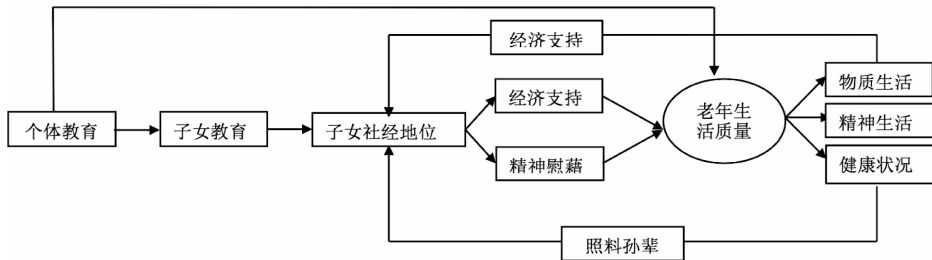 经济支持
个体教育
子女教育
子女社经地位
经济支持
精神慰藉
老年生
活质量
物质生活
精神生活
健康状况
照料孙辈